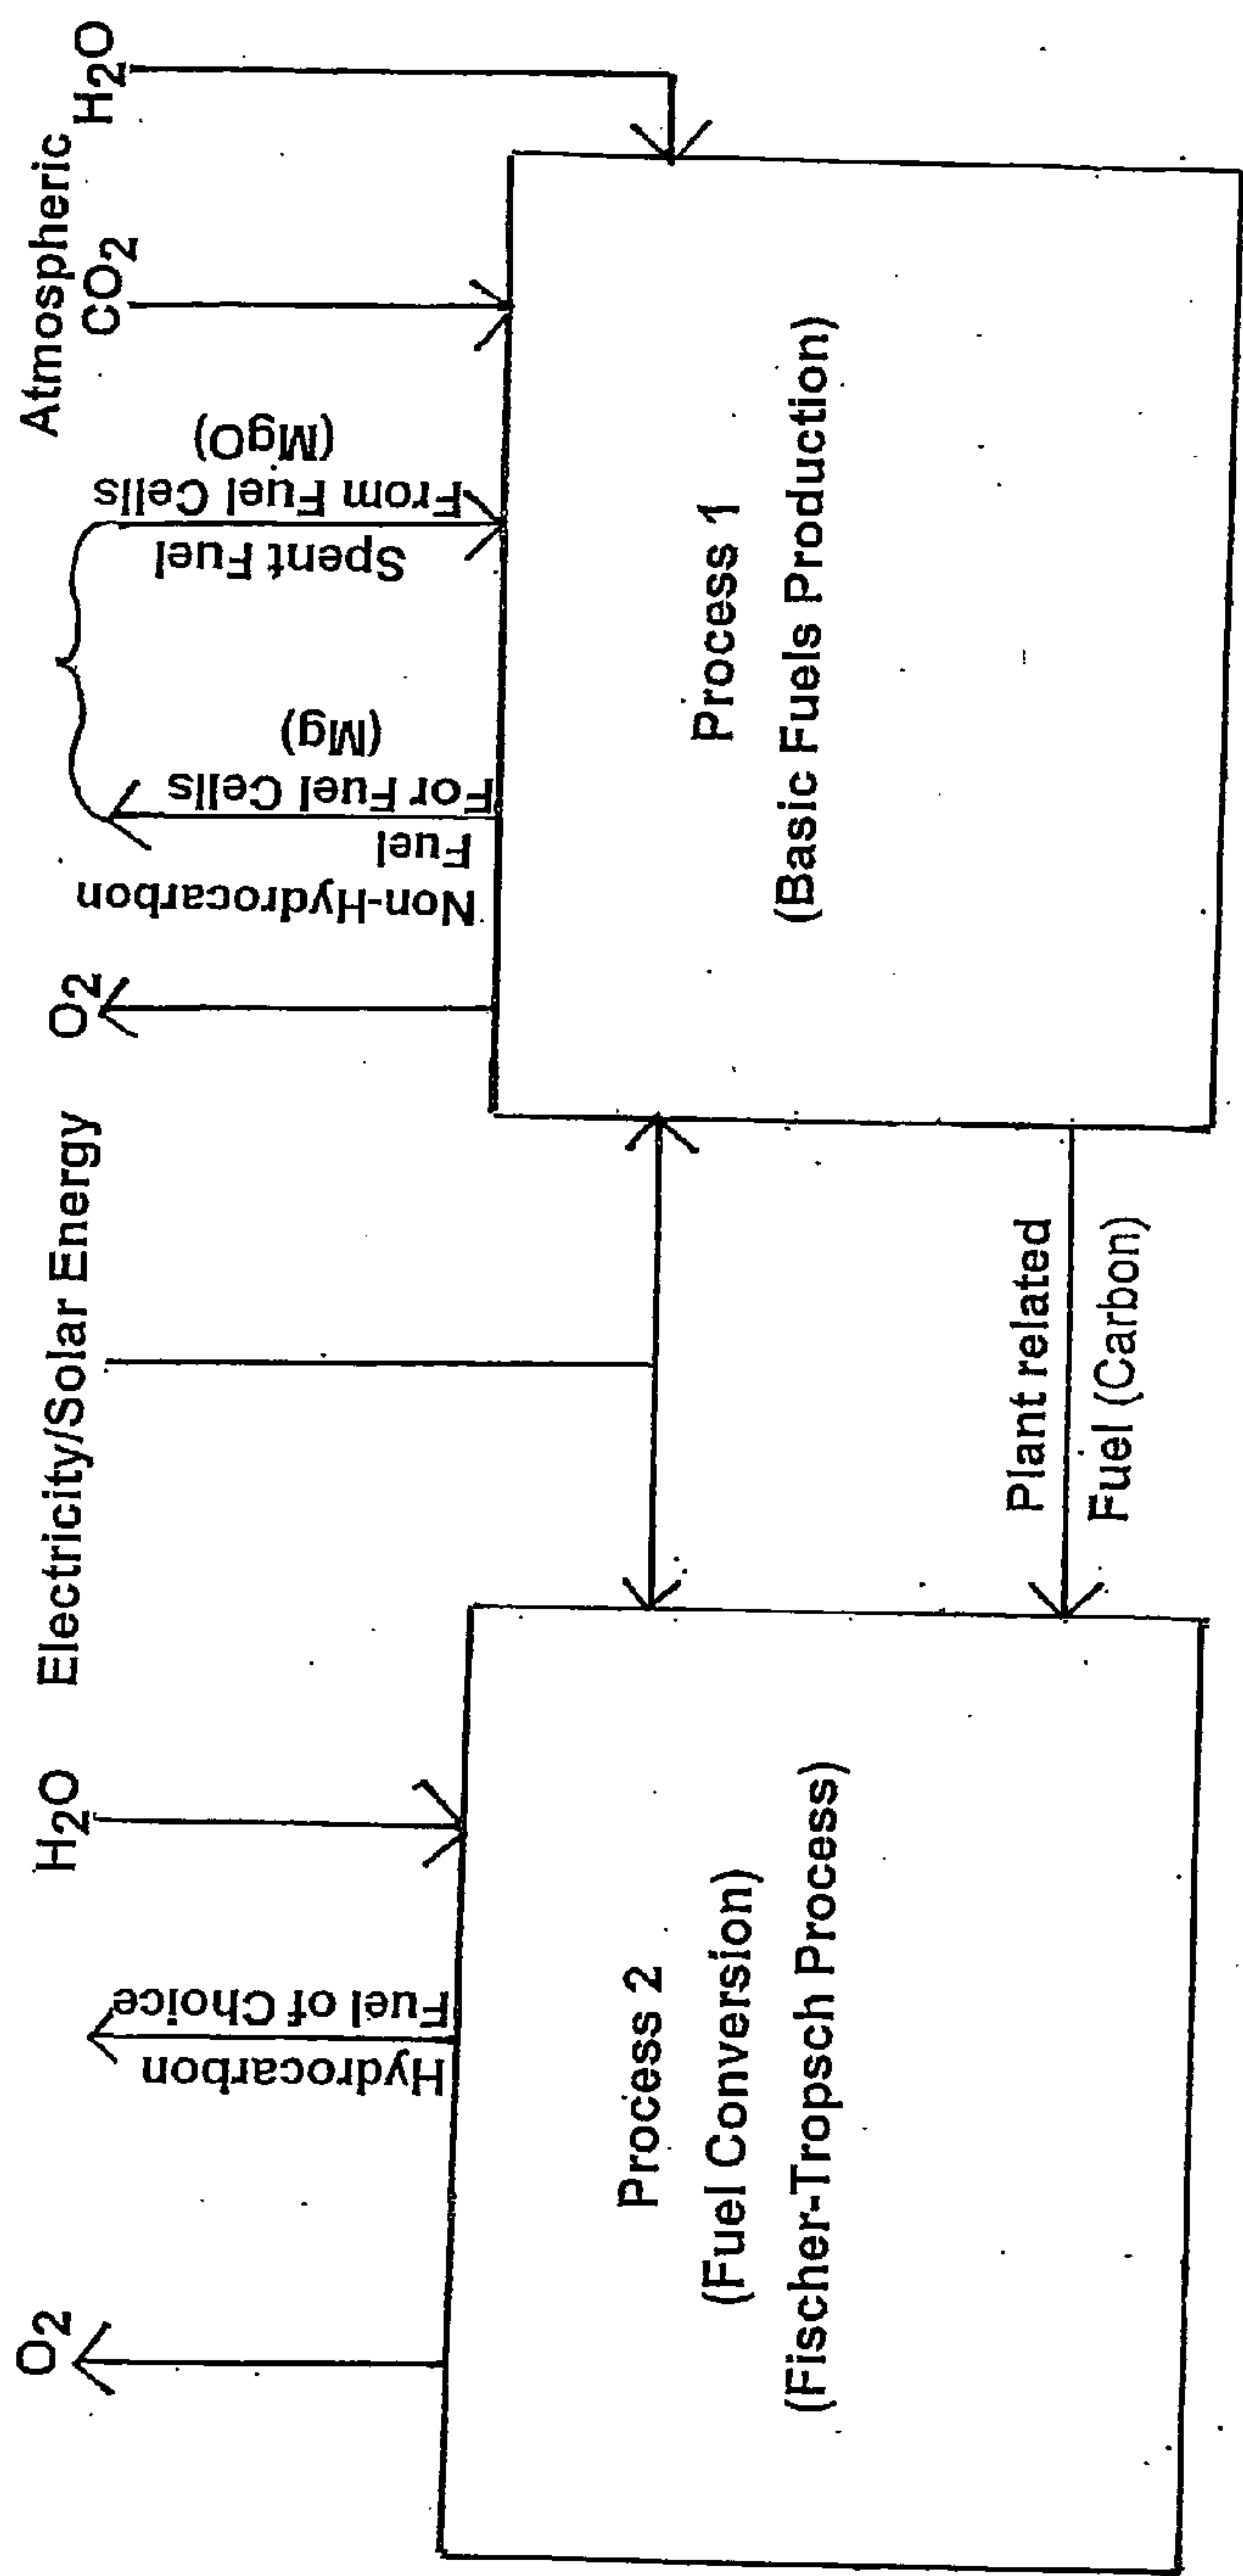 O2
Hydrocarbon
Fuel of Choice
H2O
Electricity/Solar Energy
O2
Non-Hydrocarbon
Fuel
For Fuel Cells
(Mg)
Spent Fuel
From Fuel Cells
(MgO)
Atmospheric
CO2
H2O
Process 2
(Fuel Conversion)
(Fischer-Tropsch Process)
Plant related
Fuel (Carbon)
Process 1
(Basic Fuels Production)